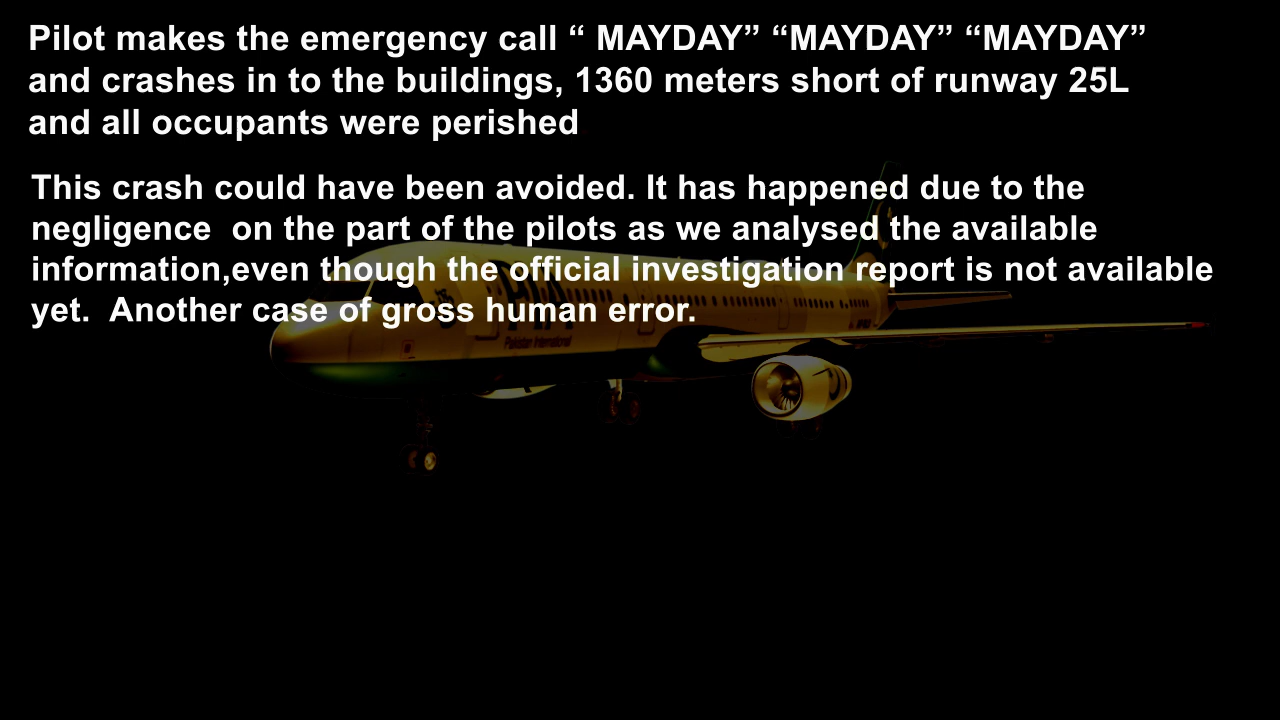 Pilot makes the emergency call “ MAYDAY” “MAYDAY” “MAYDAY”
and crashes in to the buildings, 1360 meters short of runway 25L
and all occupants were perished
This crash could have been avoided. It has happened due to the
negligence  on the part of the pilots as we analysed the available
information,even though the official investigation report is not available
yet.  Another case of gross human error.
PIA
Pakistan International